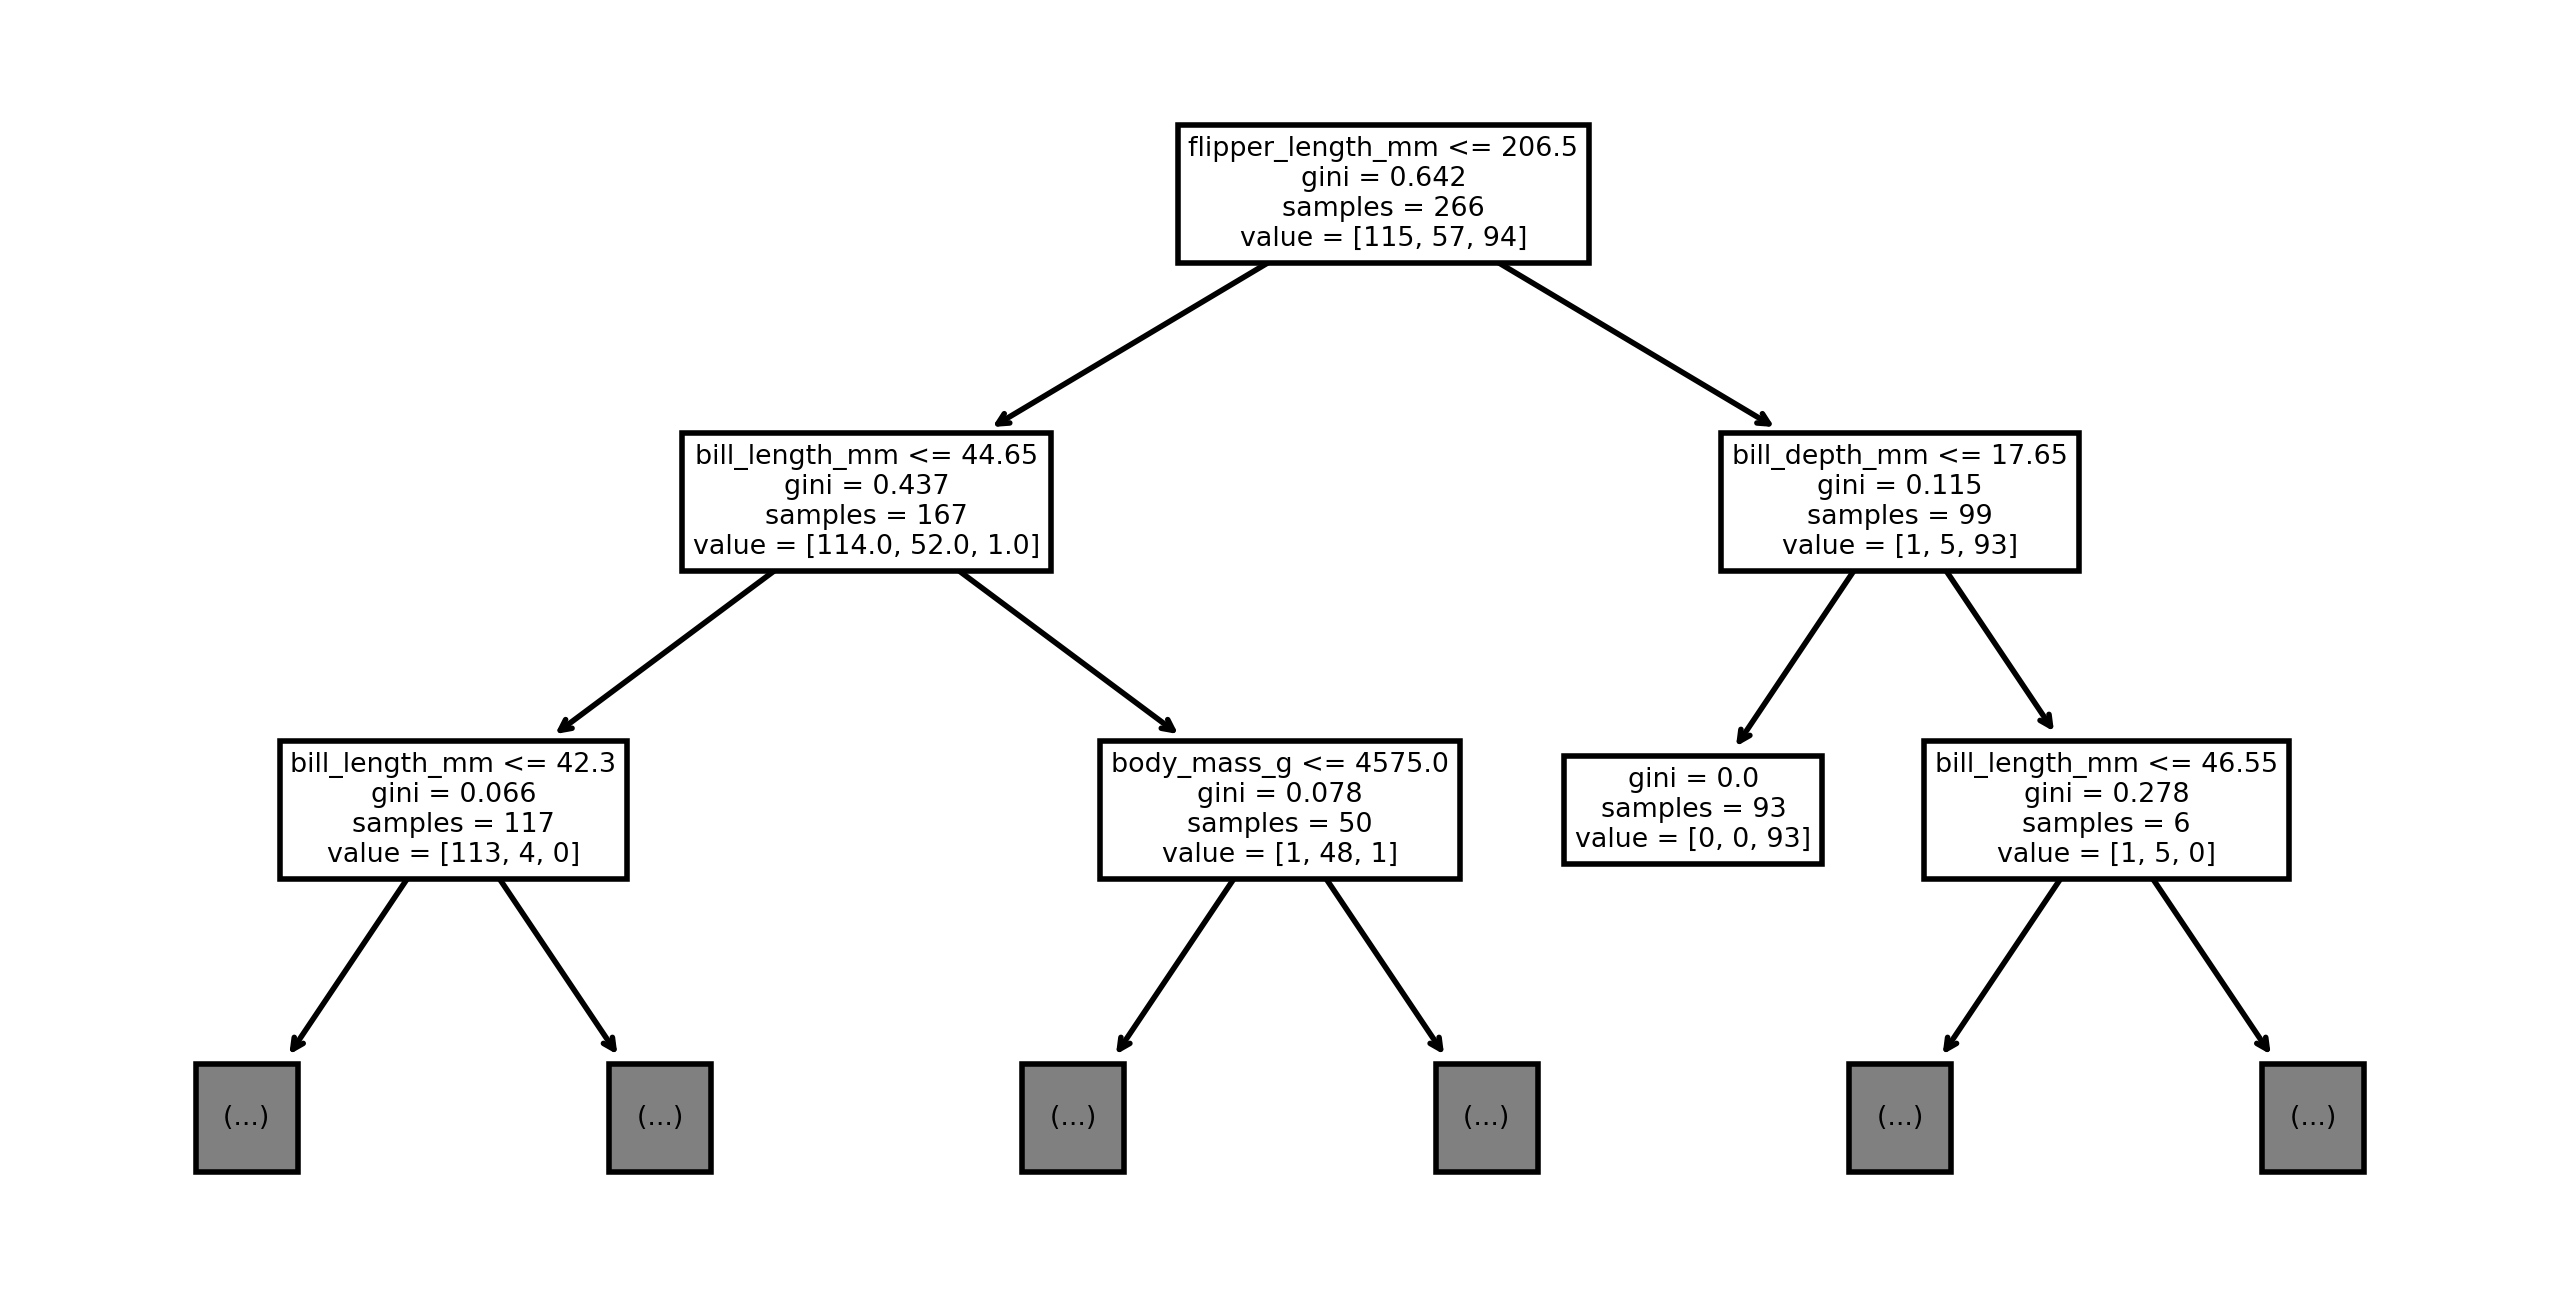 flipper_length_mm <= 206.5
gini = 0.642
samples = 266
value = [115, 57, 94]
bill_length_mm <= 44.65
gini = 0.437
samples = 167
value = [114.0, 52.0, 1.0]
bill_depth_mm <= 17.65
gini = 0.115
samples = 99
value = [1, 5, 93]
bill_length_mm <= 42.3
gini = 0.066
samples = 117
value = [113, 4, 0]
body_mass_g <= 4575.0
gini = 0.078
samples = 50
value = [1, 48, 1]
gini = 0.0
samples = 93
value = [0, 0, 93]
bill_length_mm <= 46.55
gini = 0.278
samples = 6
value = [1, 5, 0]
(...)
(...)
(...)
(...)
(...)
(...)